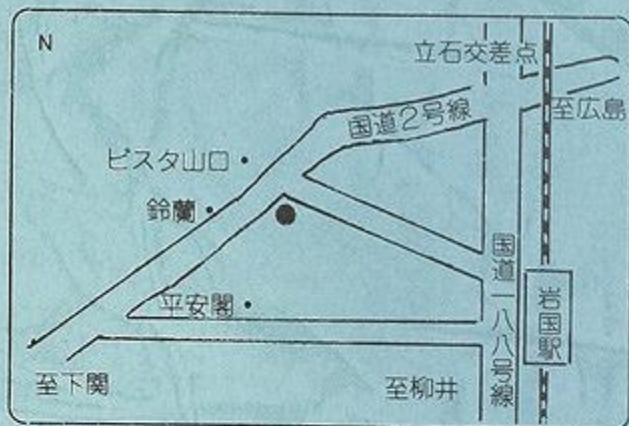 N
立石交差点
国道2号線
至広島
ビスタ山口
鈴蘭
平安閣
国道一八八号線
岩国駅
至下関
至柳井